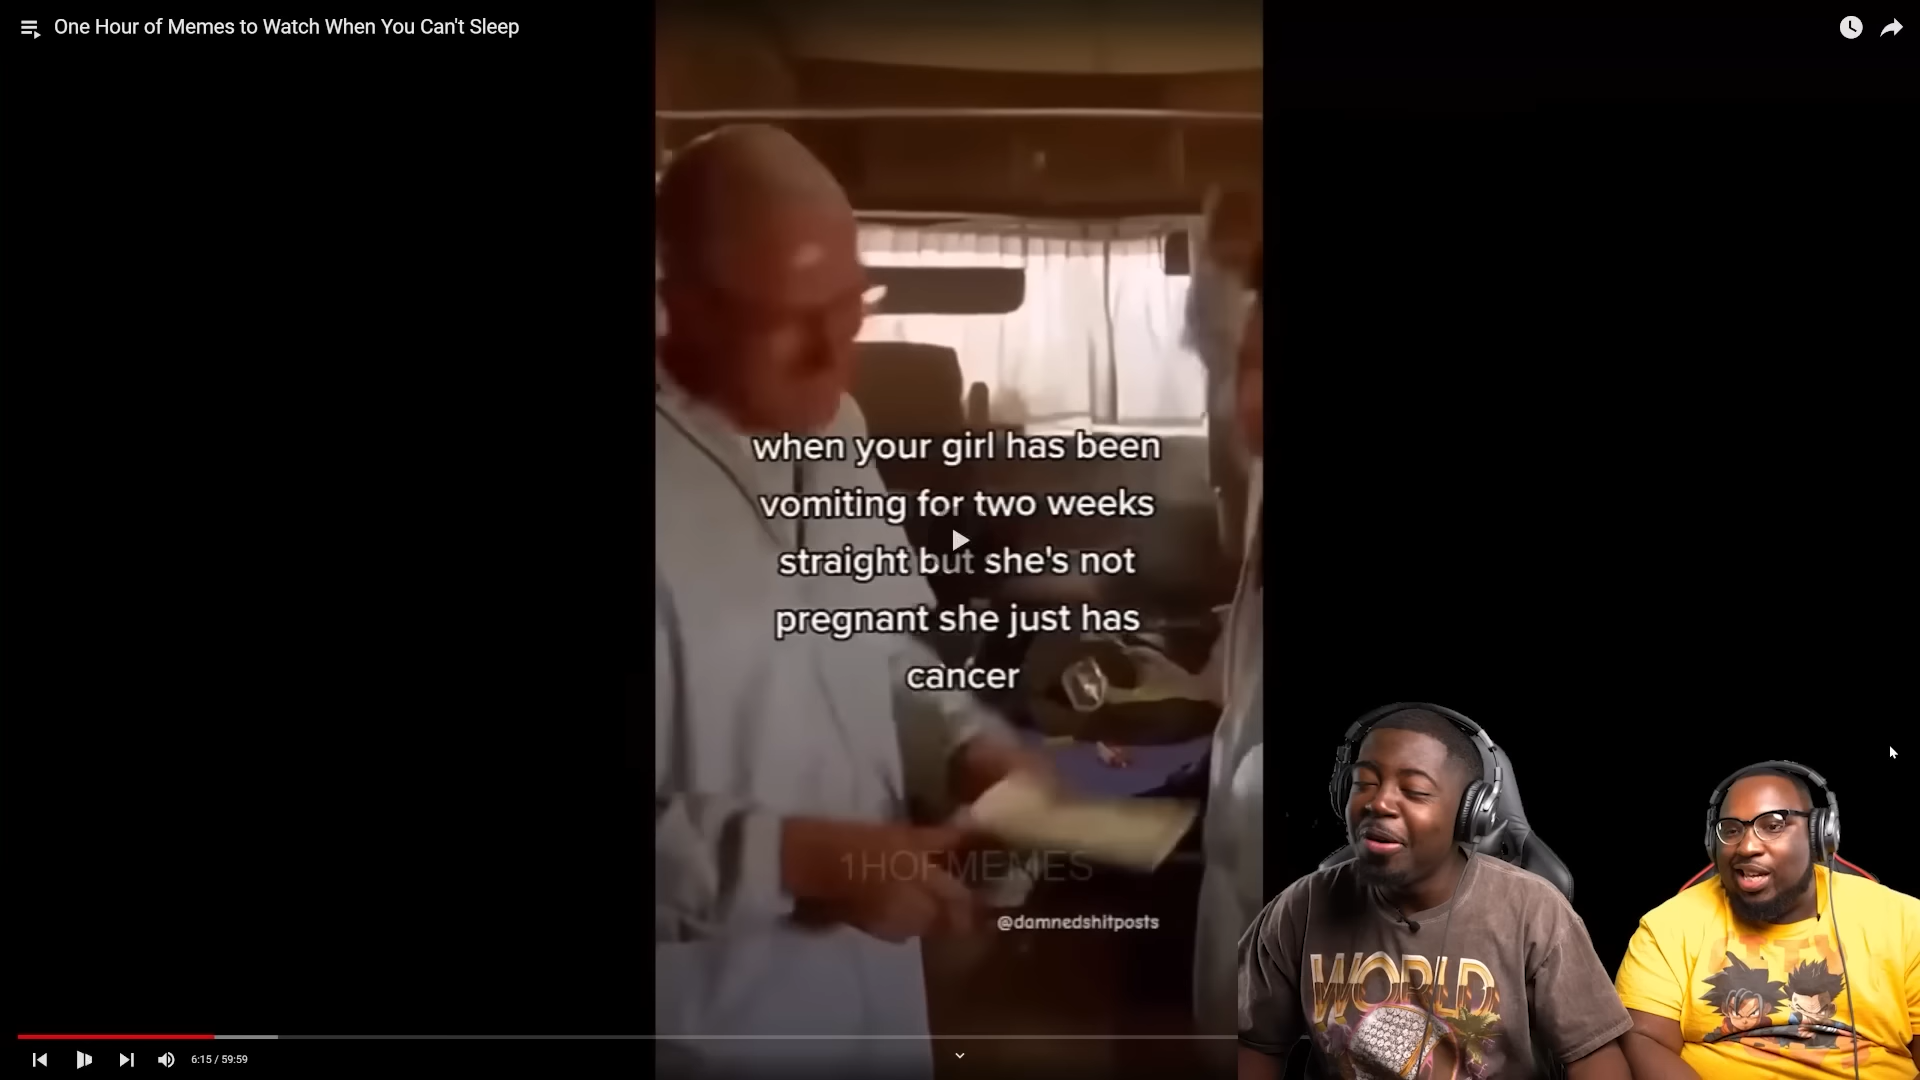 One Hour of Memes to Watch When You Can't Sleep
when your girl has been
vomiting for two weeks
straight but she's not
pregnant she just has
cancer
1HOFMEMES
@damnedshitposts
WORLD
6:15 / 59:59